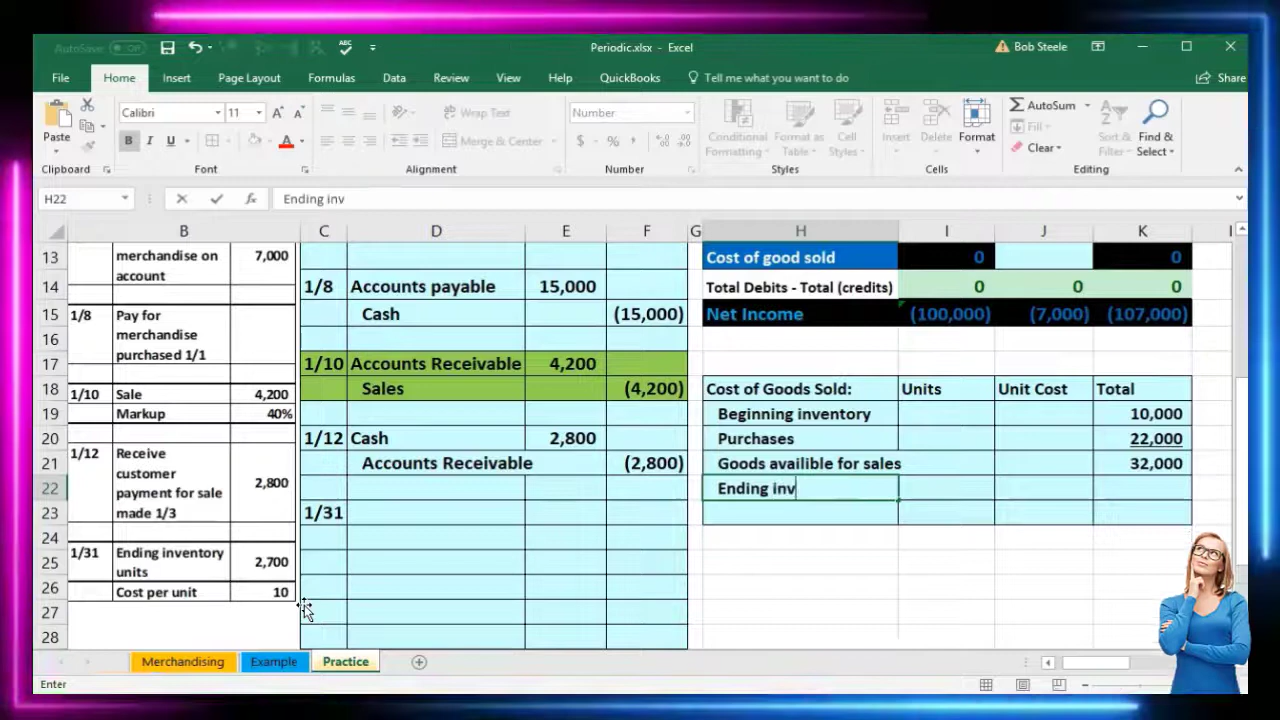 AutoSave Off
Periodic.xlsx - Excel
Bob Steele
File Home Insert Page Layout Formulas Data Review View Help QuickBooks Tell me what you want to do Share
Paste
Calibri 11
Wrap Text
Merge & Center
Number
Conditional Formatting
Format as Table
Cell Styles
Insert Delete Format
AutoSum
Fill
Clear
Sort & Filter
Find & Select
Clipboard Font Alignment Number Styles Cells Editing
H22 fx Ending inv
B C D E F G H I J K
13 merchandise on account 7,000 Cost of good sold 0 0
14 1/8 Accounts payable 15,000 Total Debits - Total (credits) 0 0 0
15 1/8 Pay for merchandise purchased 1/1 Cash (15,000) Net Income (100,000) (7,000) (107,000)
16
17 1/10 Accounts Receivable 4,200
18 1/10 Sale 4,200 Sales (4,200) Cost of Goods Sold: Units Unit Cost Total
19 Markup 40% Beginning inventory 10,000
20 1/12 Cash 2,800 Purchases 22,000
21 1/12 Receive customer payment for sale made 1/3 2,800 Accounts Receivable (2,800) Goods availible for sales 32,000
22 Ending inv
23 1/31
24
25 1/31 Ending inventory units 2,700
26 Cost per unit 10
27
28
Merchandising Example Practice
Enter